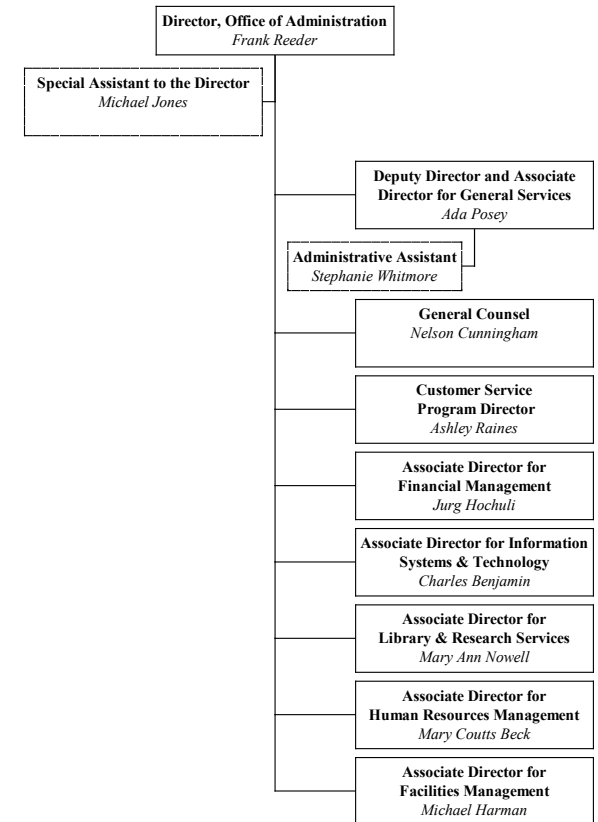 Director, Office of Administration
Frank Reeder
Special Assistant to the Director
Michael Jones
Deputy Director and Associate
Director for General Services
Ada Posey
Administrative Assistant
Stephanie Whitmore
General Counsel
Nelson Cunningham
Customer Service
Program Director
Ashley Raines
Associate Director for
Financial Management
Jurg Hochuli
Associate Director for Information
Systems & Technology
Charles Benjamin
Associate Director for
Library & Research Services
Mary Ann Nowell
Associate Director for
Human Resources Management
Mary Coutts Beck
Associate Director for
Facilities Management
Michael Harman